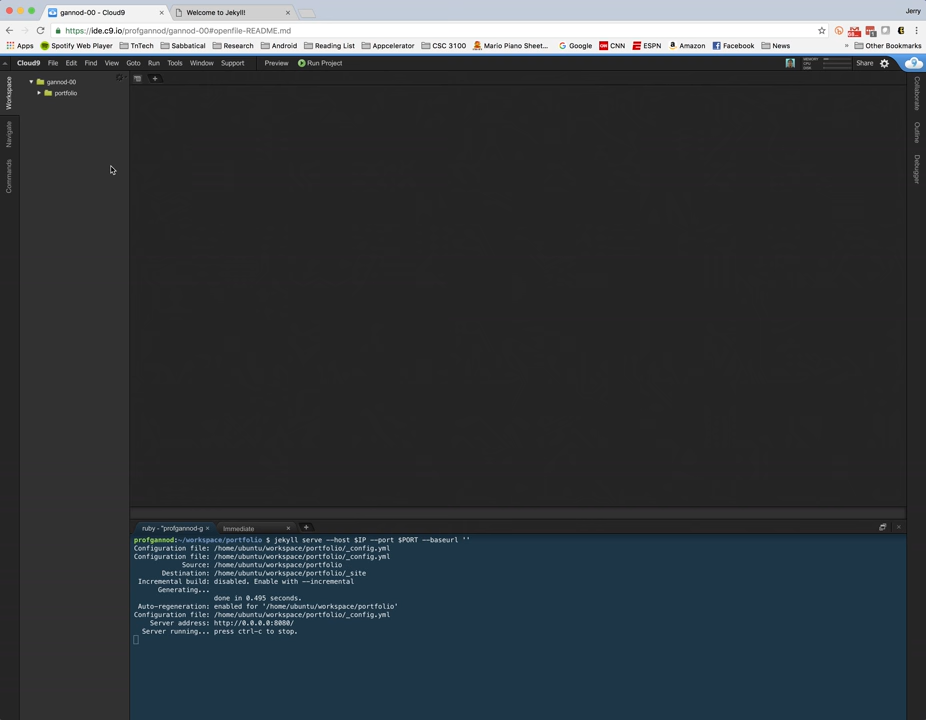 gannod-00 - Cloud9 × Welcome to Jekyll! × Jerry
https://ide.c9.io/profgannod/gannod-00#openfile-README.md
Apps Spotify Web Player TnTech Sabbatical Research Android Reading List Appcelerator CSC 3100 Mario Piano Sheet... Google CNN ESPN Amazon Facebook News » Other Bookmarks
Cloud9 File Edit Find View Goto Run Tools Window Support Preview Run Project MEMORY CPU DISK Share
Workspace
Navigate
Commands
gannod-00
portfolio
Collaborate
Outline
Debugger
ruby - "profgannod-g × Immediate ×
profgannod:~/workspace/portfolio $ jekyll serve --host $IP --port $PORT --baseurl ''
Configuration file: /home/ubuntu/workspace/portfolio/_config.yml
Configuration file: /home/ubuntu/workspace/portfolio/_config.yml
Source: /home/ubuntu/workspace/portfolio
Destination: /home/ubuntu/workspace/portfolio/_site
Incremental build: disabled. Enable with --incremental
Generating...
done in 0.495 seconds.
Auto-regeneration: enabled for '/home/ubuntu/workspace/portfolio'
Configuration file: /home/ubuntu/workspace/portfolio/_config.yml
Server address: http://0.0.0.0:8080/
Server running... press ctrl-c to stop.